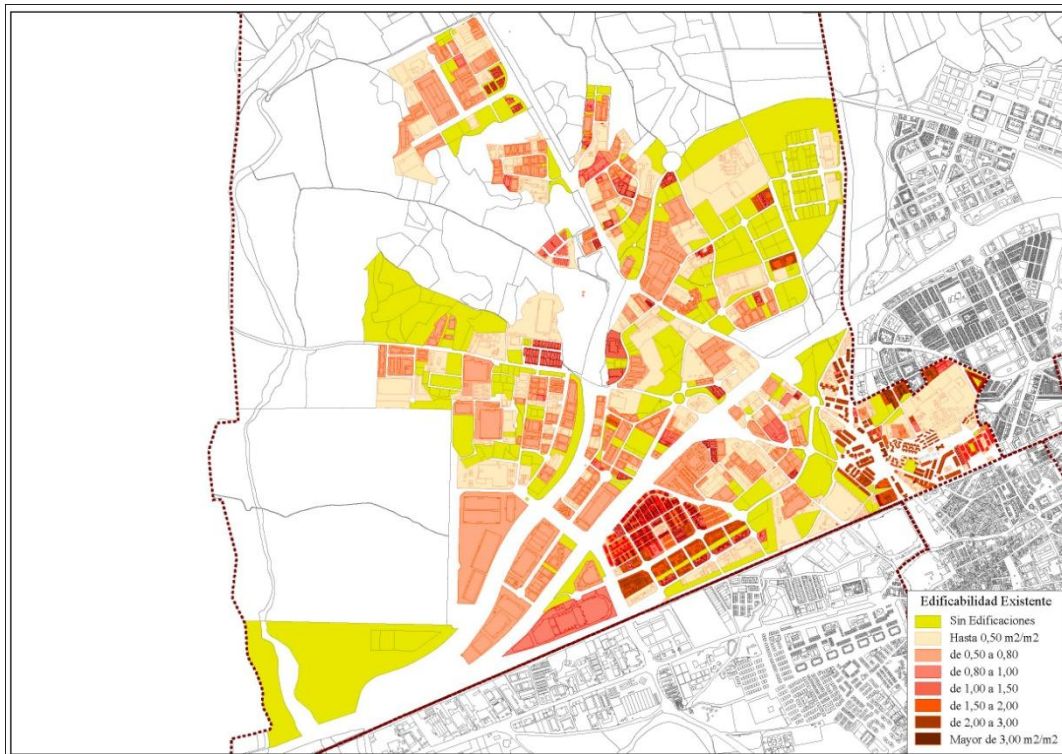 Edificabilidad Existente
Sin Edificaciones
Hasta 0,50 m2/m2
de 0,50 a 0,80
de 0,80 a 1,00
de 1,00 a 1,50
de 1,50 a 2,00
de 2,00 a 3,00
Mayor de 3,00 m2/m2